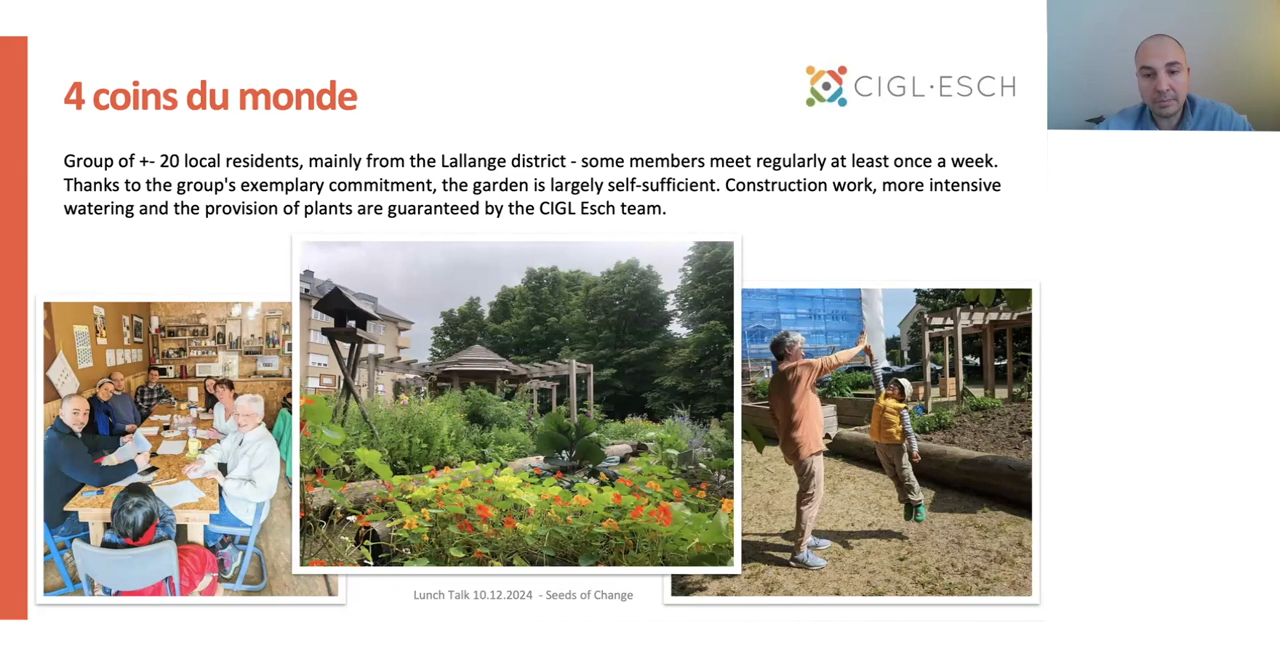 4 coins du monde
CIGL·ESCH
Group of +- 20 local residents, mainly from the Lallange district - some members meet regularly at least once a week.
Thanks to the group's exemplary commitment, the garden is largely self-sufficient. Construction work, more intensive
watering and the provision of plants are guaranteed by the CIGL Esch team.
Lunch Talk 10.12.2024 - Seeds of Change